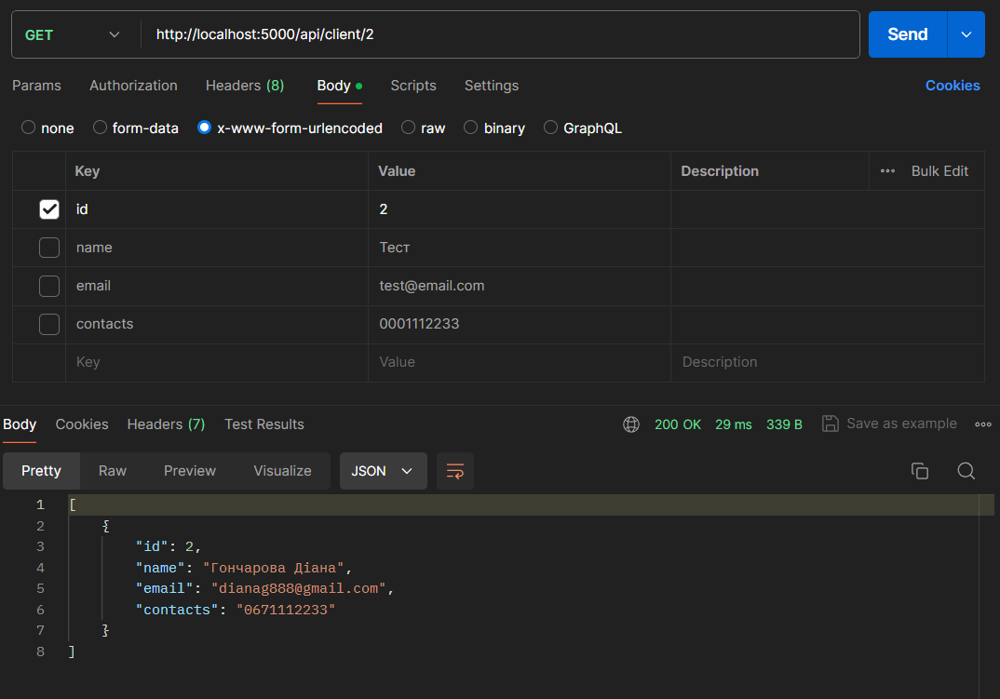 GET http://localhost:5000/api/client/2 Send
Params Authorization Headers (8) Body Scripts Settings Cookies
none form-data x-www-form-urlencoded raw binary GraphQL
Key Value Description Bulk Edit
id 2
name Тест
email test@email.com
contacts 0001112233
Key Value Description
Body Cookies Headers (7) Test Results 200 OK 29 ms 339 B Save as example
Pretty Raw Preview Visualize JSON
1 [
2 {
3 "id": 2,
4 "name": "Гончарова Діана",
5 "email": "dianag888@gmail.com",
6 "contacts": "0671112233"
7 }
8 ]